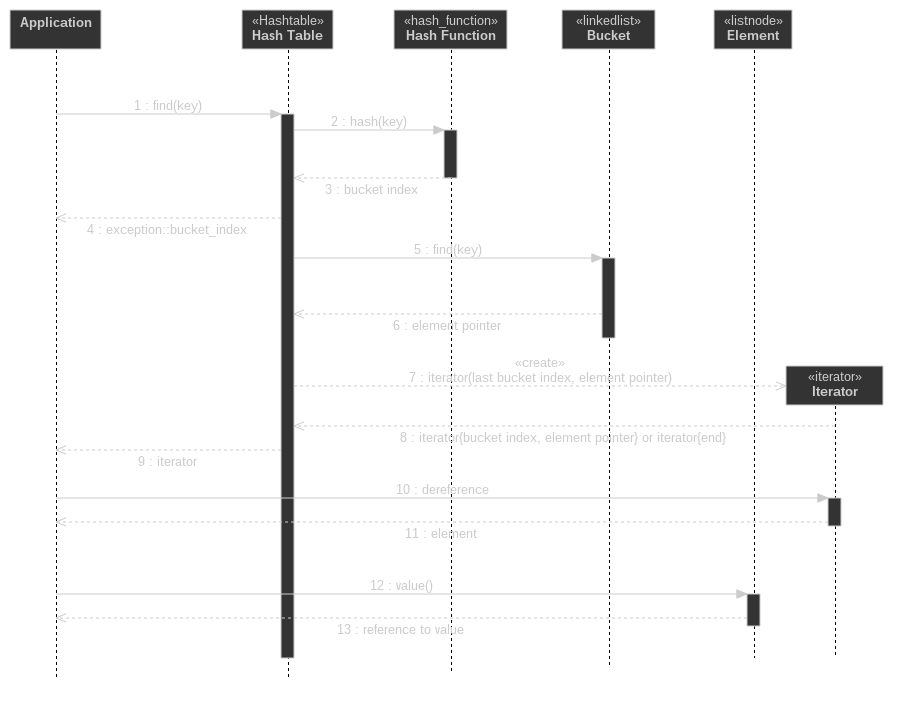 Application
«Hashtable»
Hash Table
«hash_function»
Hash Function
«linkedlist»
Bucket
«listnode»
Element
1 : find(key)
2 : hash(key)
3 : bucket index
4 : exception::bucket_index
5 : find(key)
6 : element pointer
«create»
7 : iterator(last bucket index, element pointer)
«iterator»
Iterator
8 : iterator{bucket index, element pointer} or iterator{end}
9 : iterator
10 : dereference
11 : element
12 : value()
13 : reference to value